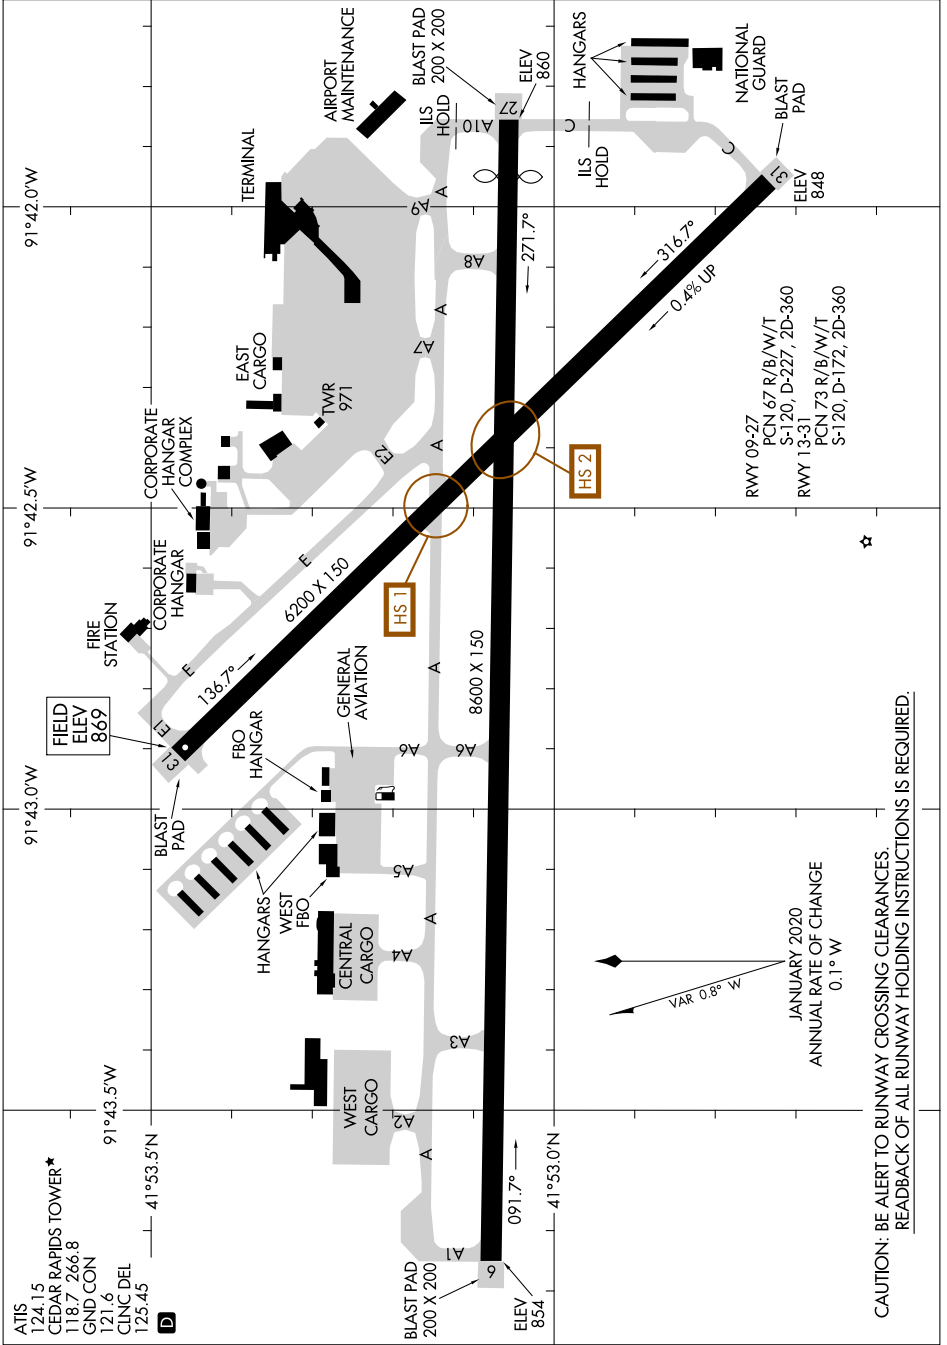 ATIS
124.15
CEDAR RAPIDS TOWER★
118.7 266.8
GND CON
121.6
CLNC DEL
125.45
D
91°43.5'W
91°43.0'W
91°42.5'W
91°42.0'W
41°53.5'N
41°53.0'N
FIELD
ELEV
869
FIRE
STATION
CORPORATE
HANGAR
CORPORATE
HANGAR
COMPLEX
EAST
CARGO
TWR
971
TERMINAL
AIRPORT
MAINTENANCE
BLAST
PAD
13
E1
E
E
E2
136.7°
6200 X 150
HANGARS
WEST
FBO
FBO
HANGAR
GENERAL
AVIATION
CENTRAL
CARGO
WEST
CARGO
A1
A
A2
A3
A4
A
A5
A6
A6
A
A
A7
A
A8
A9
A
A10
ILS
HOLD
BLAST PAD
200 X 200
27
ELEV
860
HS 1
HS 2
BLAST PAD
200 X 200
9
ELEV
854
091.7°
8600 X 150
271.7°
C
ILS
HOLD
HANGARS
NATIONAL
GUARD
C
BLAST
PAD
31
ELEV
848
316.7°
0.4% UP
RWY 09-27
PCN 67 R/B/W/T
S-120, D-227, 2D-360
RWY 13-31
PCN 73 R/B/W/T
S-120, D-172, 2D-360
VAR 0.8° W
JANUARY 2020
ANNUAL RATE OF CHANGE
0.1° W
CAUTION: BE ALERT TO RUNWAY CROSSING CLEARANCES.
READBACK OF ALL RUNWAY HOLDING INSTRUCTIONS IS REQUIRED.